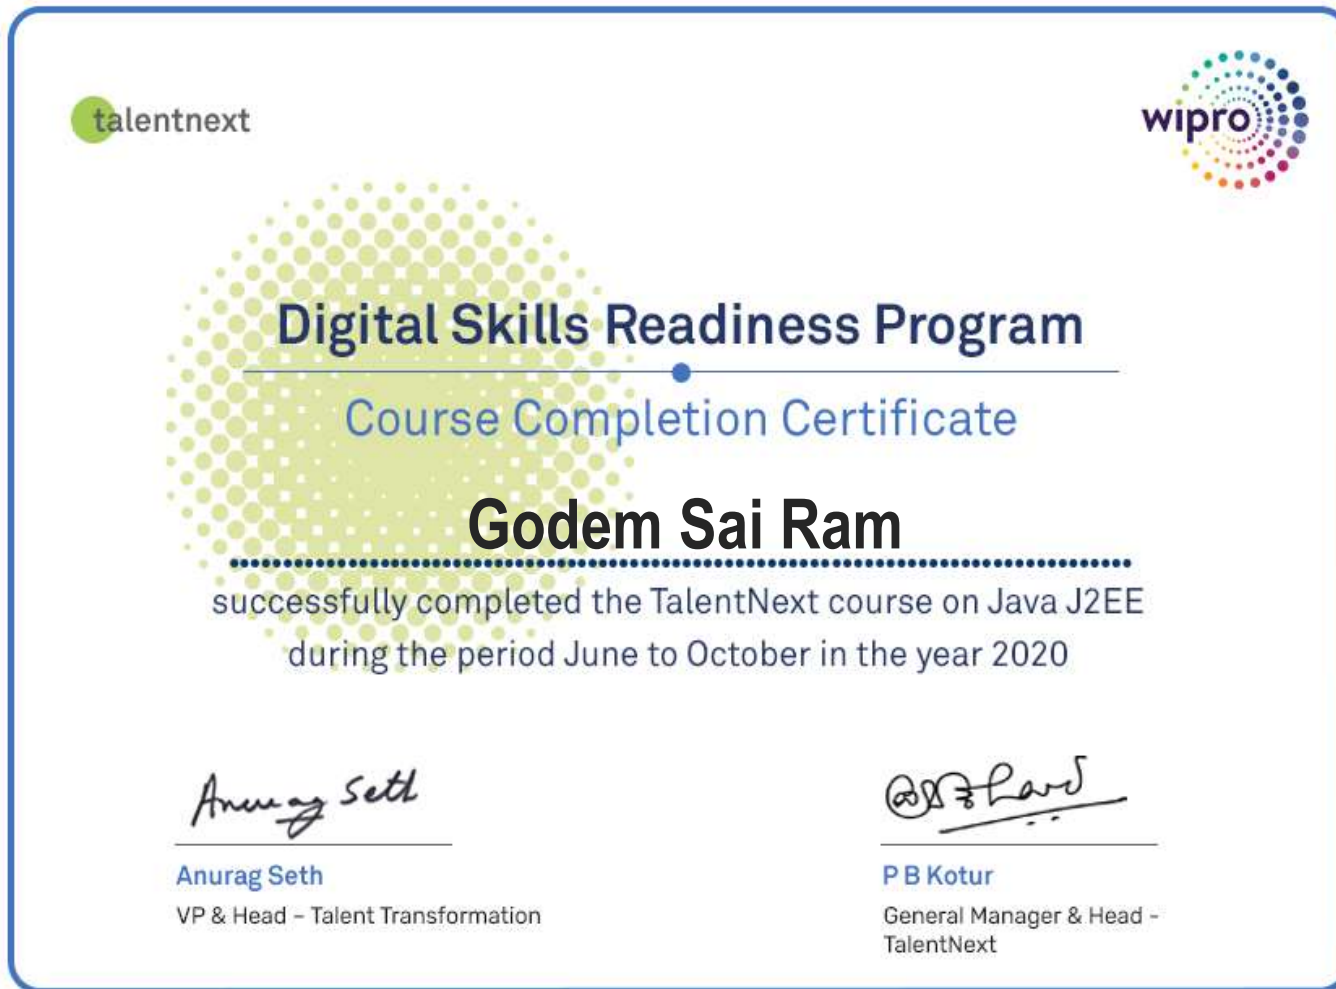 talentnext
wipro
Digital Skills Readiness Program
Course Completion Certificate
Godem Sai Ram
successfully completed the TalentNext course on Java J2EE
during the period June to October in the year 2020
Anurag Seth
Anurag Seth
P B Kotur
VP & Head – Talent Transformation
General Manager & Head -
TalentNext